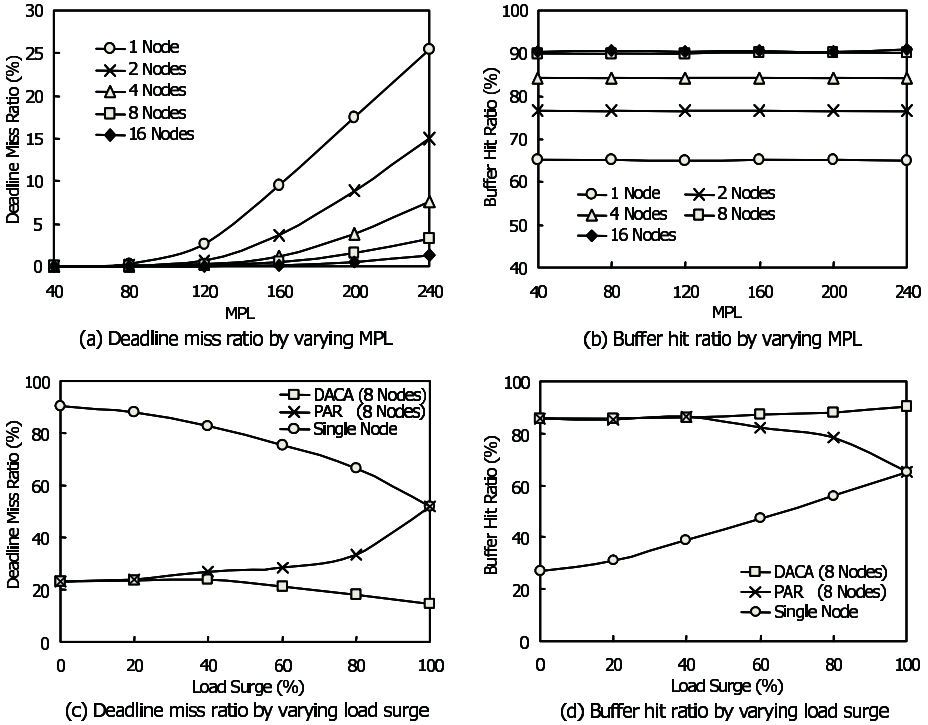 Deadline Miss Ratio (%)
30
25
20
15
10
5
0
1 Node
2 Nodes
4 Nodes
8 Nodes
16 Nodes
40 80 120 160 200 240
MPL
(a) Deadline miss ratio by varying MPL
Buffer Hit Ratio (%)
100
90
80
70
60
50
40
1 Node 2 Nodes
4 Nodes 8 Nodes
16 Nodes
40 80 120 160 200 240
MPL
(b) Buffer hit ratio by varying MPL
Deadline Miss Ratio (%)
100
80
60
40
20
0
DACA (8 Nodes)
PAR (8 Nodes)
Single Node
0 20 40 60 80 100
Load Surge (%)
(c) Deadline miss ratio by varying load surge
Buffer Hit Ratio (%)
100
80
60
40
20
0
DACA (8 Nodes)
PAR (8 Nodes)
Single Node
0 20 40 60 80 100
Load Surge (%)
(d) Buffer hit ratio by varying load surge